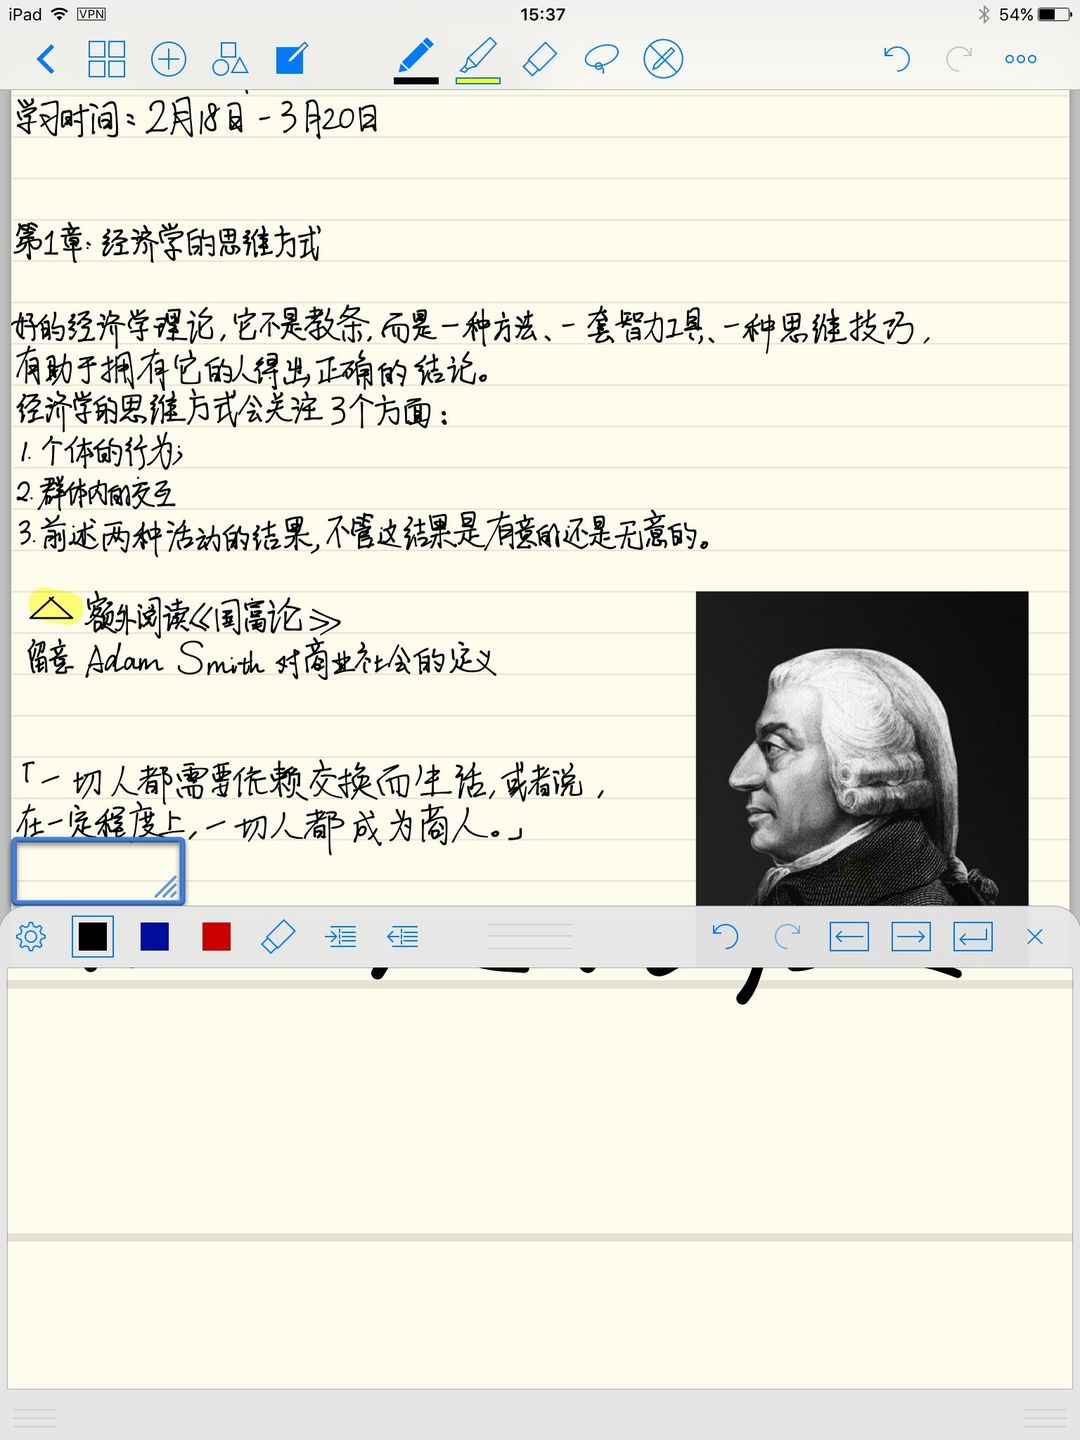 iPad VPN 15:37 54%
学习时间：2月18日-3月20日
第1章：经济学的思维方式
好的经济学理论，它不是教条，而是一种方法、一套智力工具、一种思维技巧，
有助于拥有它的人得出正确的结论。
经济学的思维方式会关注3个方面：
1. 个体的行为；
2. 群体内的交互
3. 前述两种活动的结果，不管这结果是有意的还是无意的。
额外阅读《国富论》
留意 Adam Smith 对商业社会的定义
「一切人都需要依赖交换而生活，或者说，
在一定程度上，一切人都成为商人。」